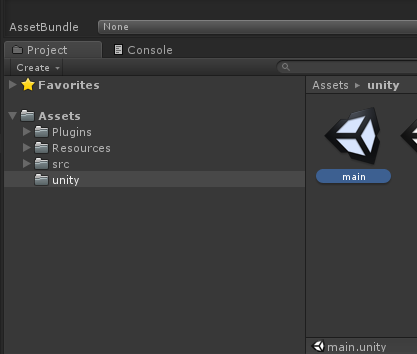 AssetBundle None
Project Console
Create
Favorites
Assets ▸ unity
Assets
Plugins
Resources
src
unity
main
main.unity